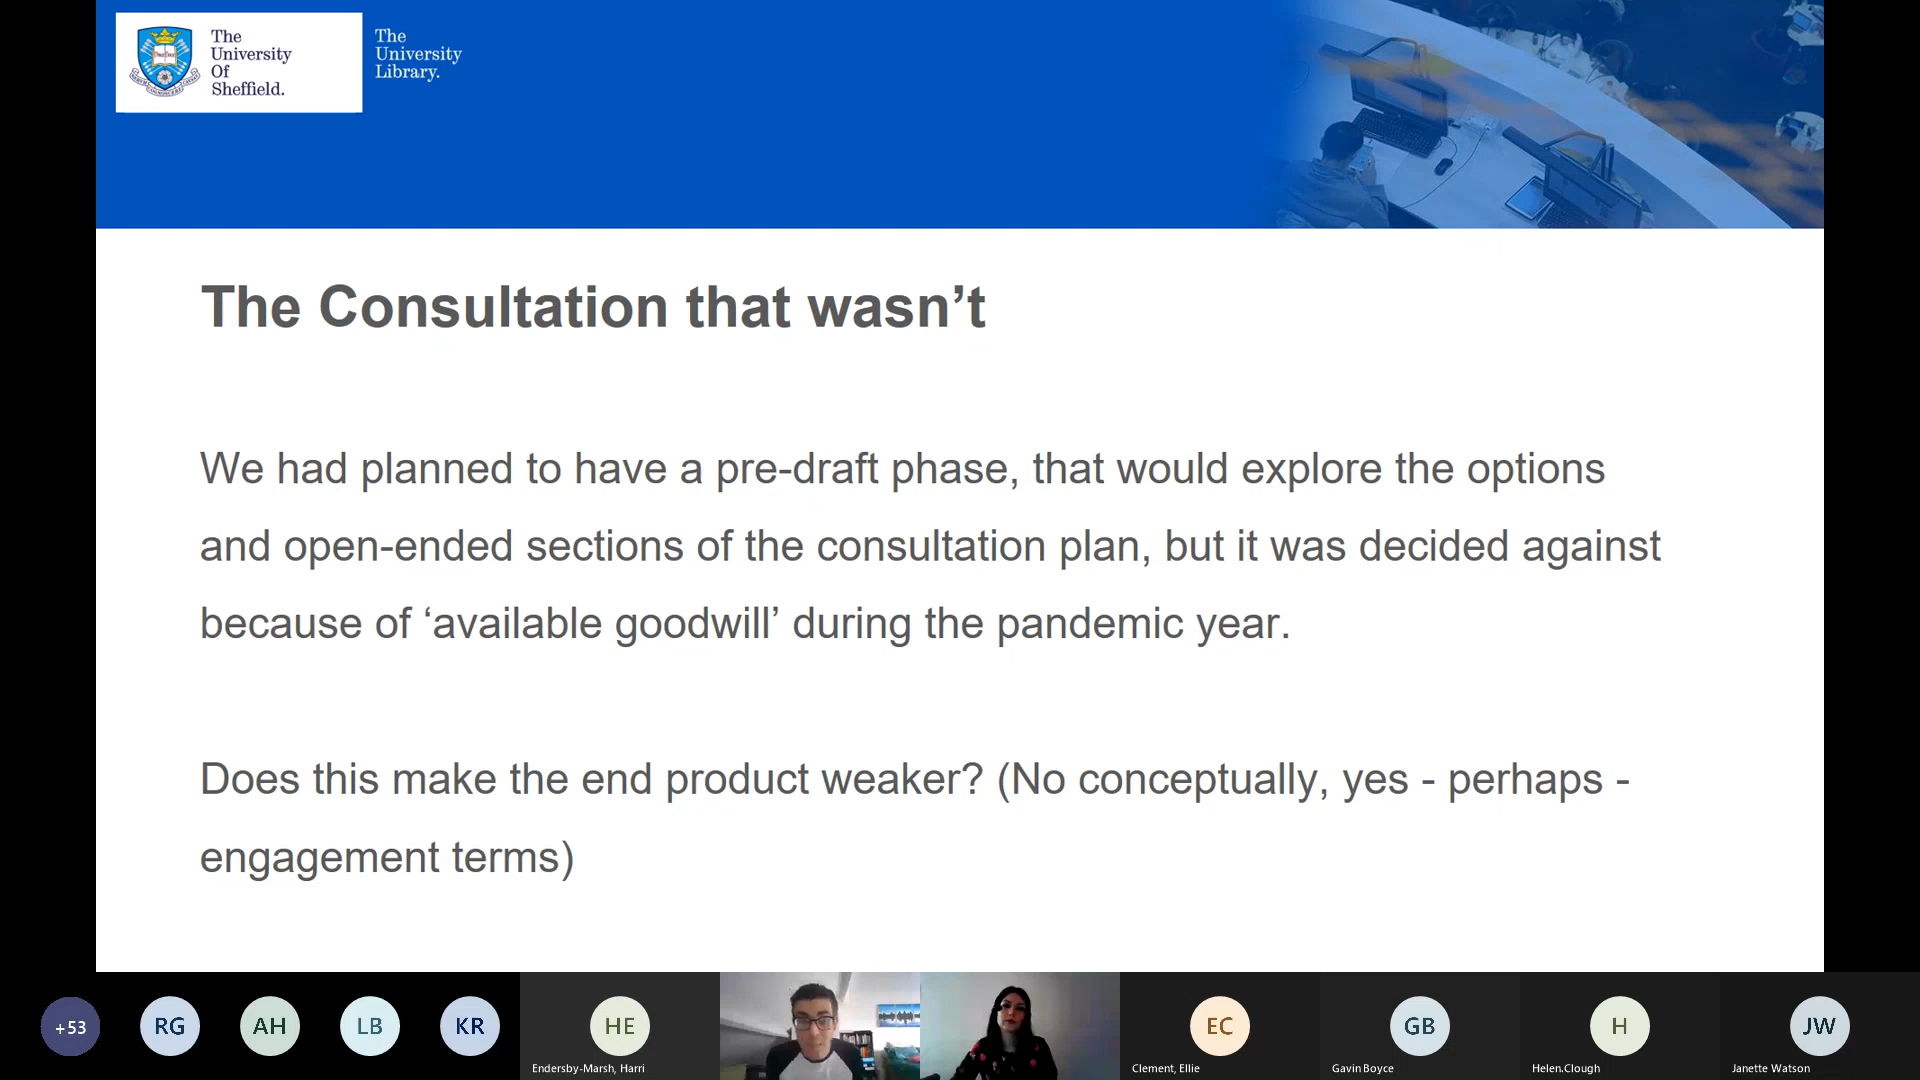 The
University
Of
Sheffield.
The
University
Library.
The Consultation that wasn’t
We had planned to have a pre-draft phase, that would explore the options
and open-ended sections of the consultation plan, but it was decided against
because of ‘available goodwill’ during the pandemic year.
Does this make the end product weaker? (No conceptually, yes - perhaps -
engagement terms)
+53
RG
AH
LB
KR
HE
EC
GB
H
JW
Endersby-Marsh, Harri
Clement, Ellie
Gavin Boyce
Helen.Clough
Janette Watson